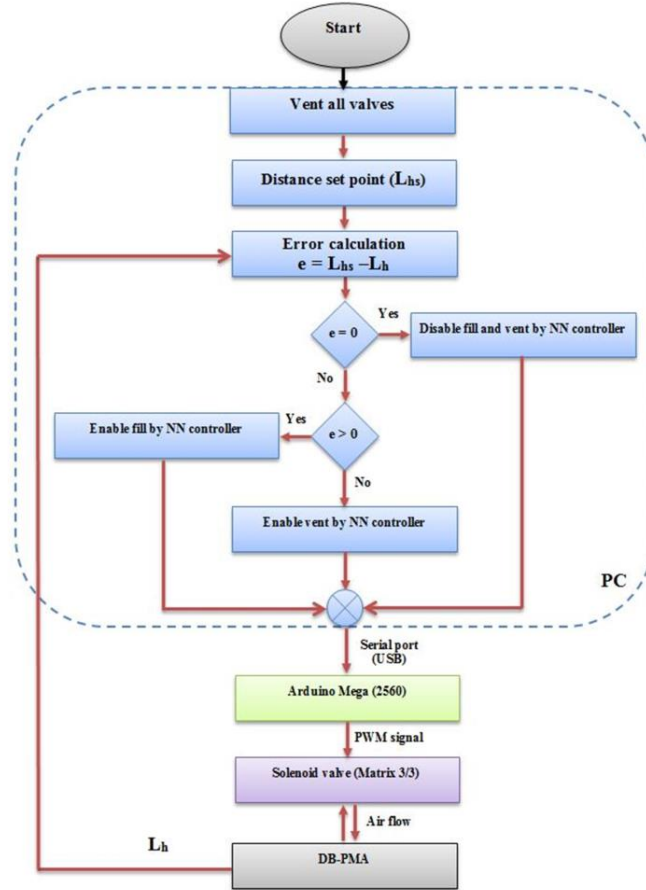 Start
Vent all valves
Distance set point (Lhs)
Error calculation
e = Lhs –Lh
e = 0
Yes
Disable fill and vent by NN controller
No
e > 0
Yes
Enable fill by NN controller
No
Enable vent by NN controller
PC
Serial port
(USB)
Arduino Mega (2560)
PWM signal
Solenoid valve (Matrix 3/3)
Air flow
Lh
DB-PMA